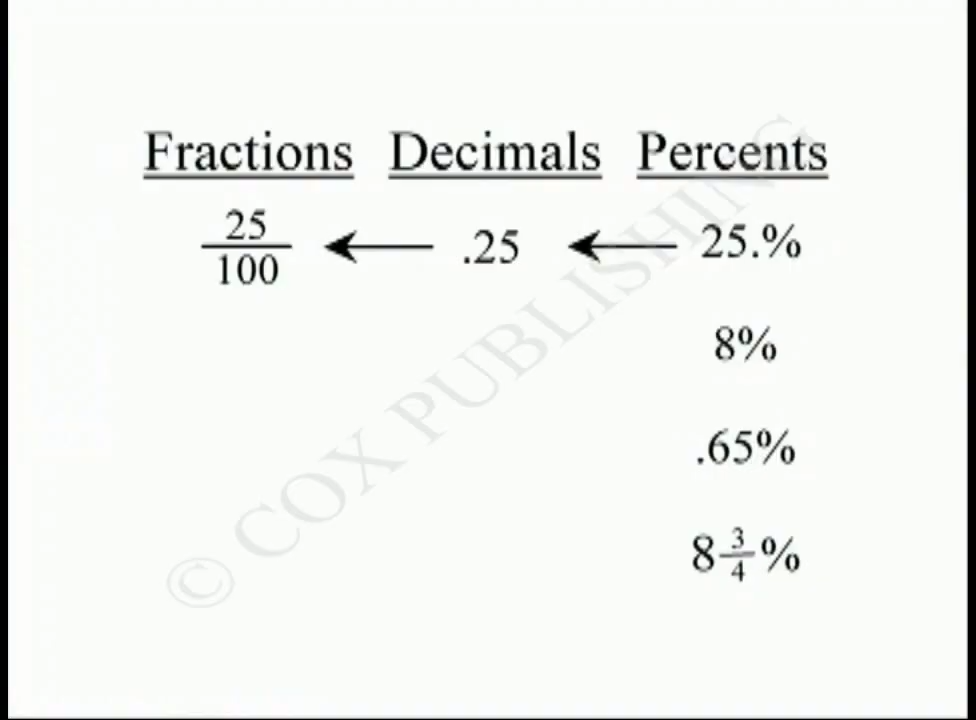 Fractions Decimals Percents
25/100 ← .25 ← 25.%
8%
.65%
8 3/4 %
© COX PUBLISHING